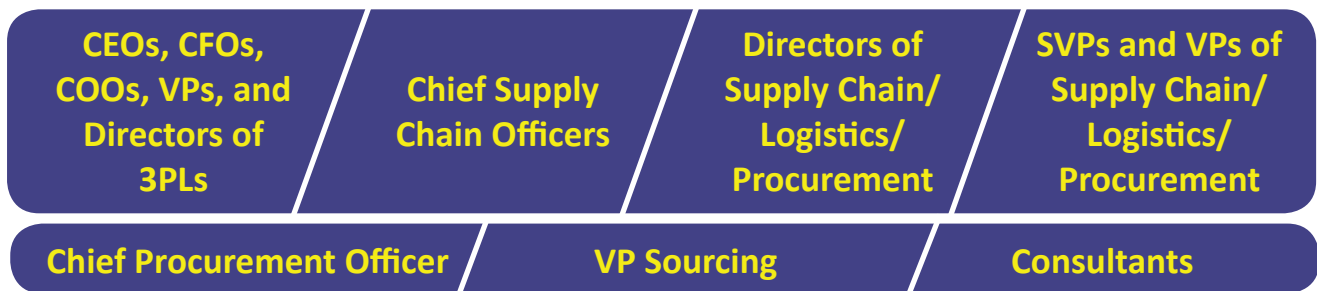 CEOs, CFOs,
COOs, VPs, and
Directors of
3PLs
Chief Supply
Chain Officers
Directors of
Supply Chain/
Logistics/
Procurement
SVPs and VPs of
Supply Chain/
Logistics/
Procurement
Chief Procurement Officer
VP Sourcing
Consultants